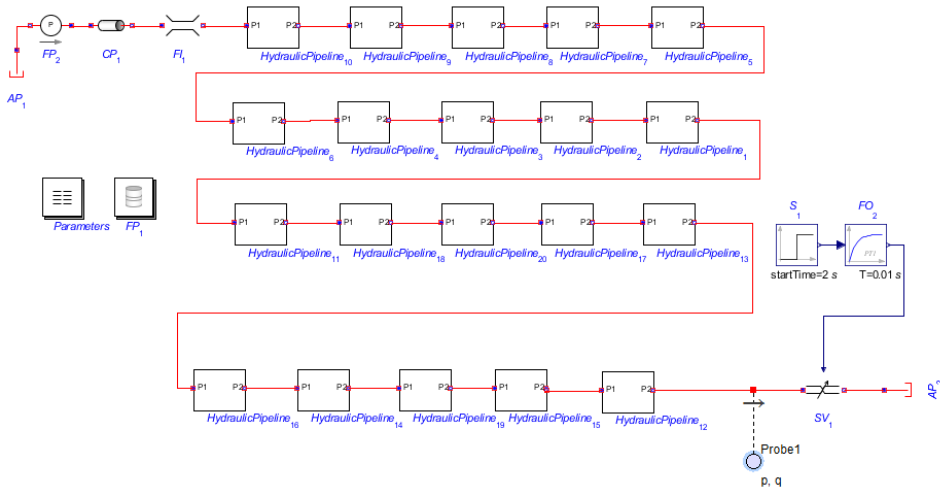 P
FP2
CP1
FI1
AP1
P1 P2 P1 P2 P1 P2 P1 P2 P1 P2
HydraulicPipeline10 HydraulicPipeline9 HydraulicPipeline8 HydraulicPipeline7 HydraulicPipeline5
P1 P2 P1 P2 P1 P2 P1 P2 P1 P2
HydraulicPipeline6 HydraulicPipeline4 HydraulicPipeline3 HydraulicPipeline2 HydraulicPipeline1
Parameters FP1
P1 P2 P1 P2 P1 P2 P1 P2 P1 P2
HydraulicPipeline11 HydraulicPipeline18 HydraulicPipeline20 HydraulicPipeline17 HydraulicPipeline13
S1 FO2
PT1
startTime=2 s T=0.01 s
P1 P2 P1 P2 P1 P2 P1 P2 P1 P2
HydraulicPipeline16 HydraulicPipeline14 HydraulicPipeline19 HydraulicPipeline15 HydraulicPipeline12
SV1
AP2
Probe1
p, q